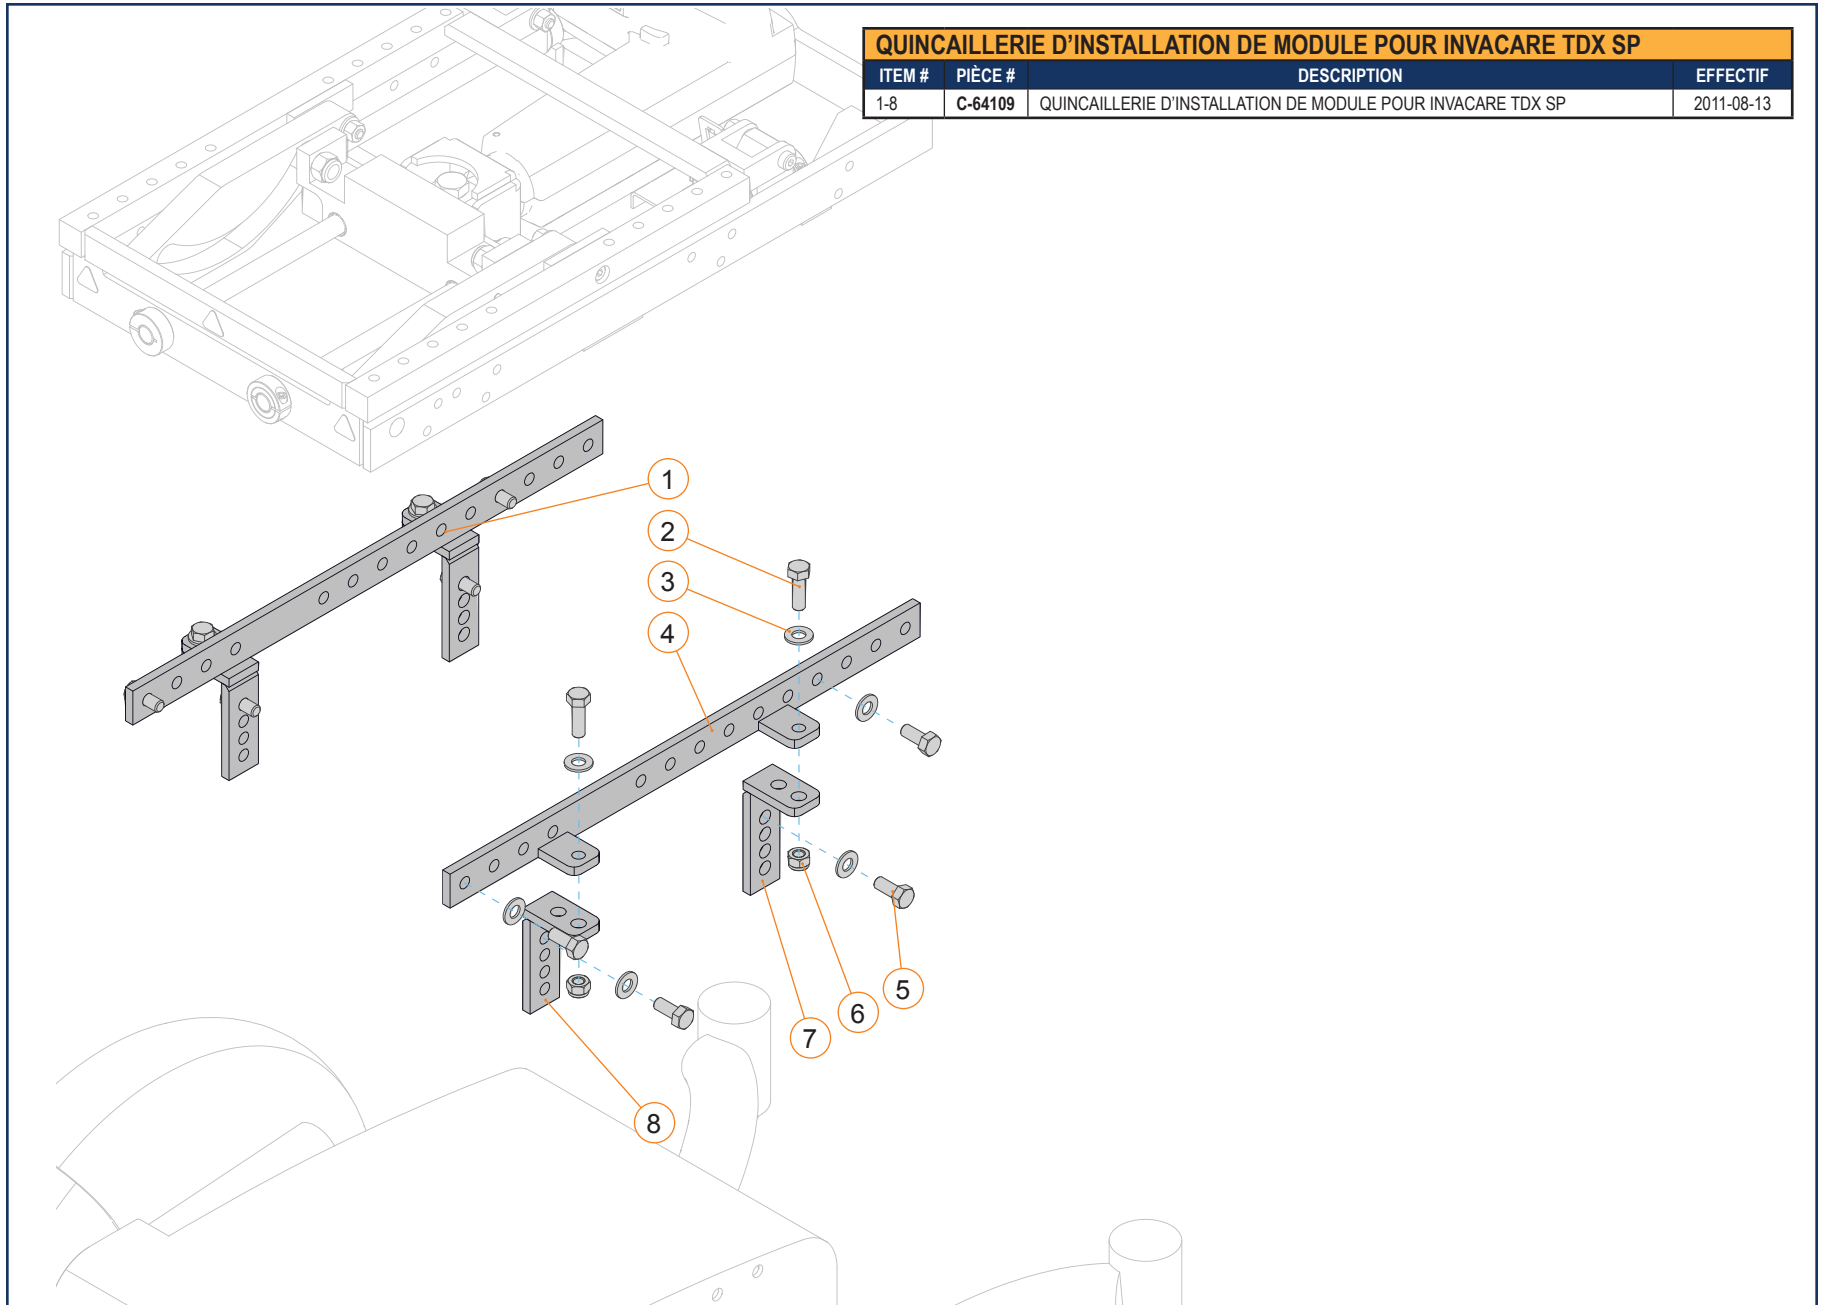 QUINCAILLERIE D’INSTALLATION DE MODULE POUR INVACARE TDX SP
ITEM # PIÈCE # DESCRIPTION EFFECTIF
1-8 C-64109 QUINCAILLERIE D’INSTALLATION DE MODULE POUR INVACARE TDX SP 2011-08-13
1
2
3
4
5
6
7
8